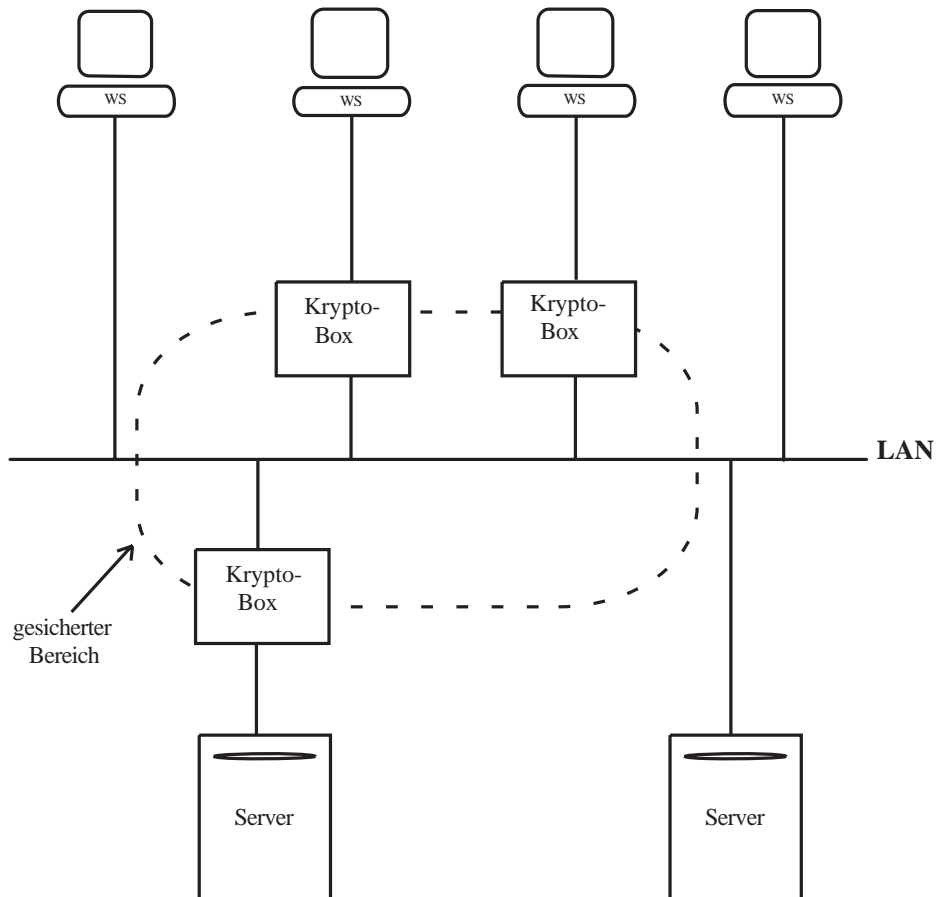 WS
WS
WS
WS
Krypto-
Box
Krypto-
Box
LAN
Krypto-
Box
gesicherter
Bereich
Server
Server